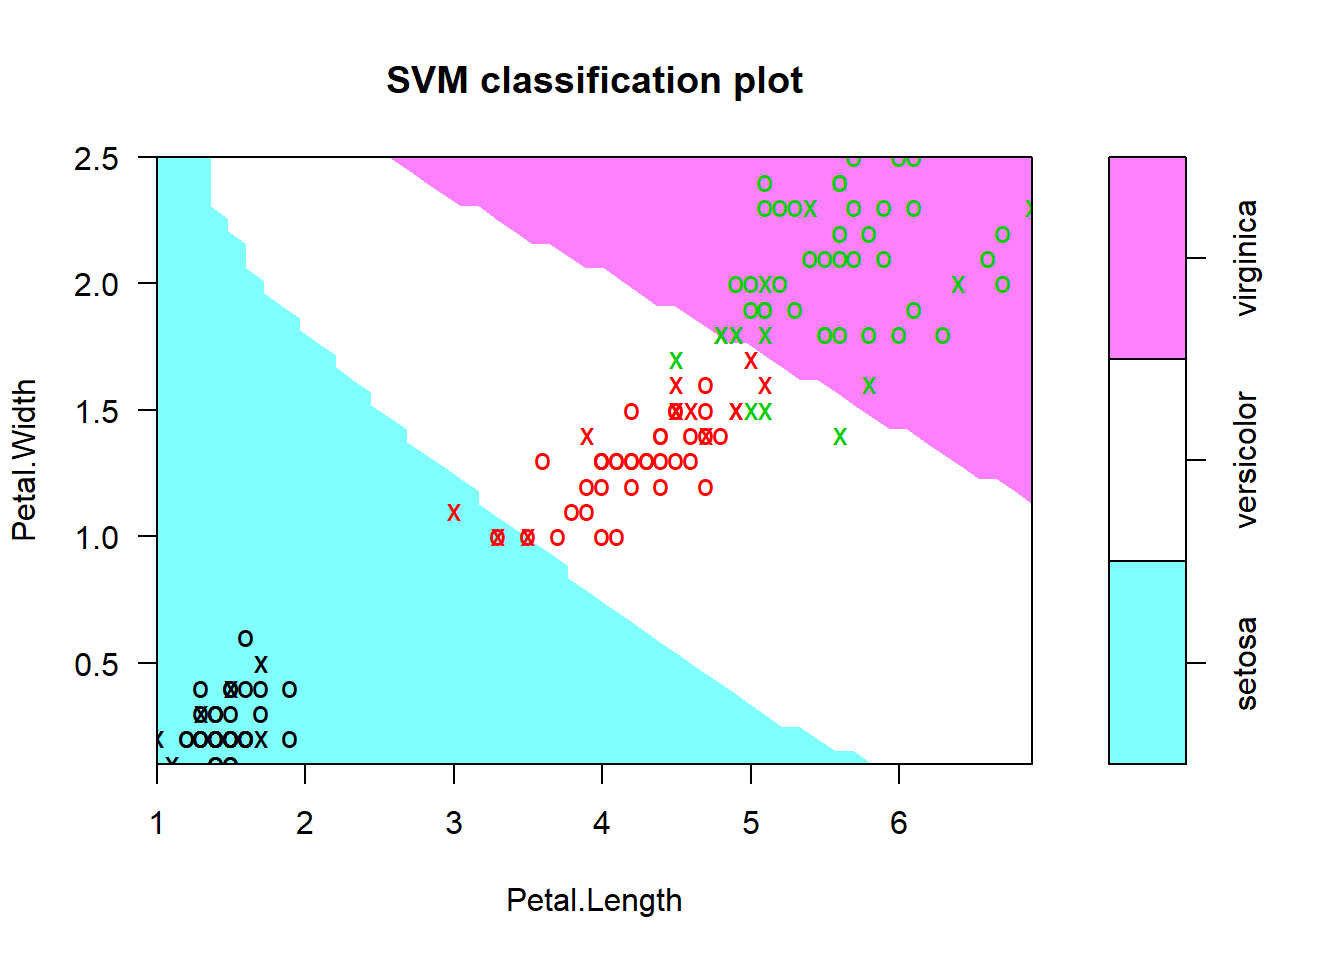 SVM classification plot
2.5
2.0
1.5
1.0
0.5
Petal.Width
1 2 3 4 5 6
Petal.Length
virginica
versicolor
setosa